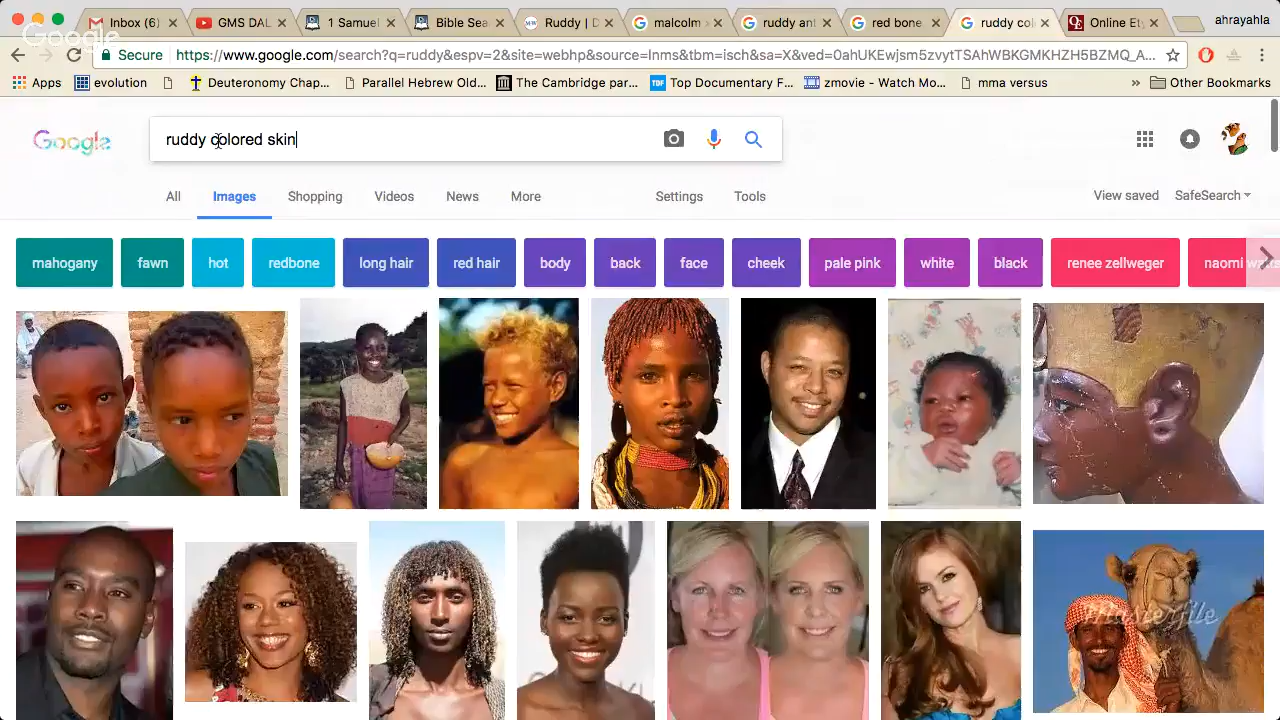 Inbox (6)
GMS DAL
1 Samuel
Bible Sea
Ruddy | D
malcolm x
ruddy ant
red bone
ruddy col
Online Ety
ahrayahla
Secure
https://www.google.com/search?q=ruddy&espv=2&site=webhp&source=lnms&tbm=isch&sa=X&ved=0ahUKEwjsm5zvytTSAhWBKGMKHZH5BZMQ_A...
Apps
evolution
Deuteronomy Chap...
Parallel Hebrew Old...
The Cambridge par...
Top Documentary F...
zmovie - Watch Mo...
mma versus
»
Other Bookmarks
Google
ruddy colored skin
All
Images
Shopping
Videos
News
More
Settings
Tools
View saved
SafeSearch
mahogany
fawn
hot
redbone
long hair
red hair
body
back
face
cheek
pale pink
white
black
renee zellweger
naomi
Masterfile